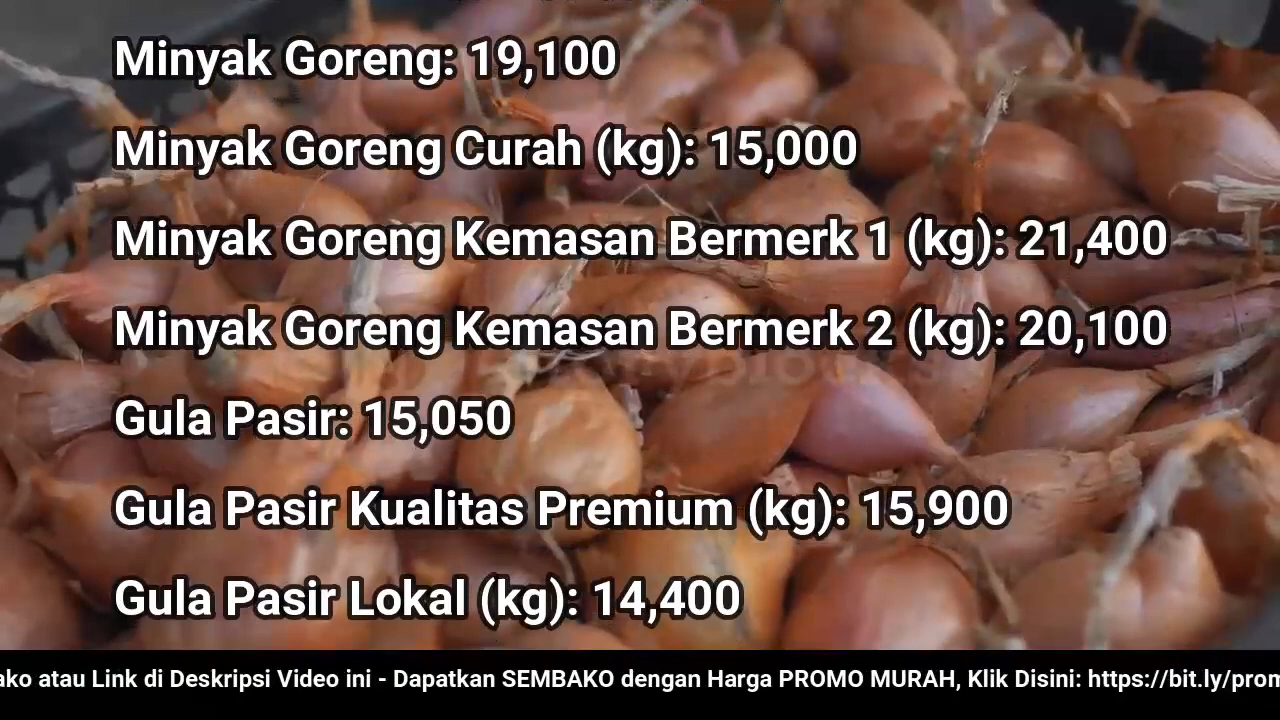 Minyak Goreng: 19,100
Minyak Goreng Curah (kg): 15,000
Minyak Goreng Kemasan Bermerk 1 (kg): 21,400
Minyak Goreng Kemasan Bermerk 2 (kg): 20,100
Gula Pasir: 15,050
Gula Pasir Kualitas Premium (kg): 15,900
Gula Pasir Lokal (kg): 14,400
atau Link di Deskripsi Video ini - Dapatkan SEMBAKO dengan Harga PROMO MURAH, Klik Disini: https://bit.ly/prom